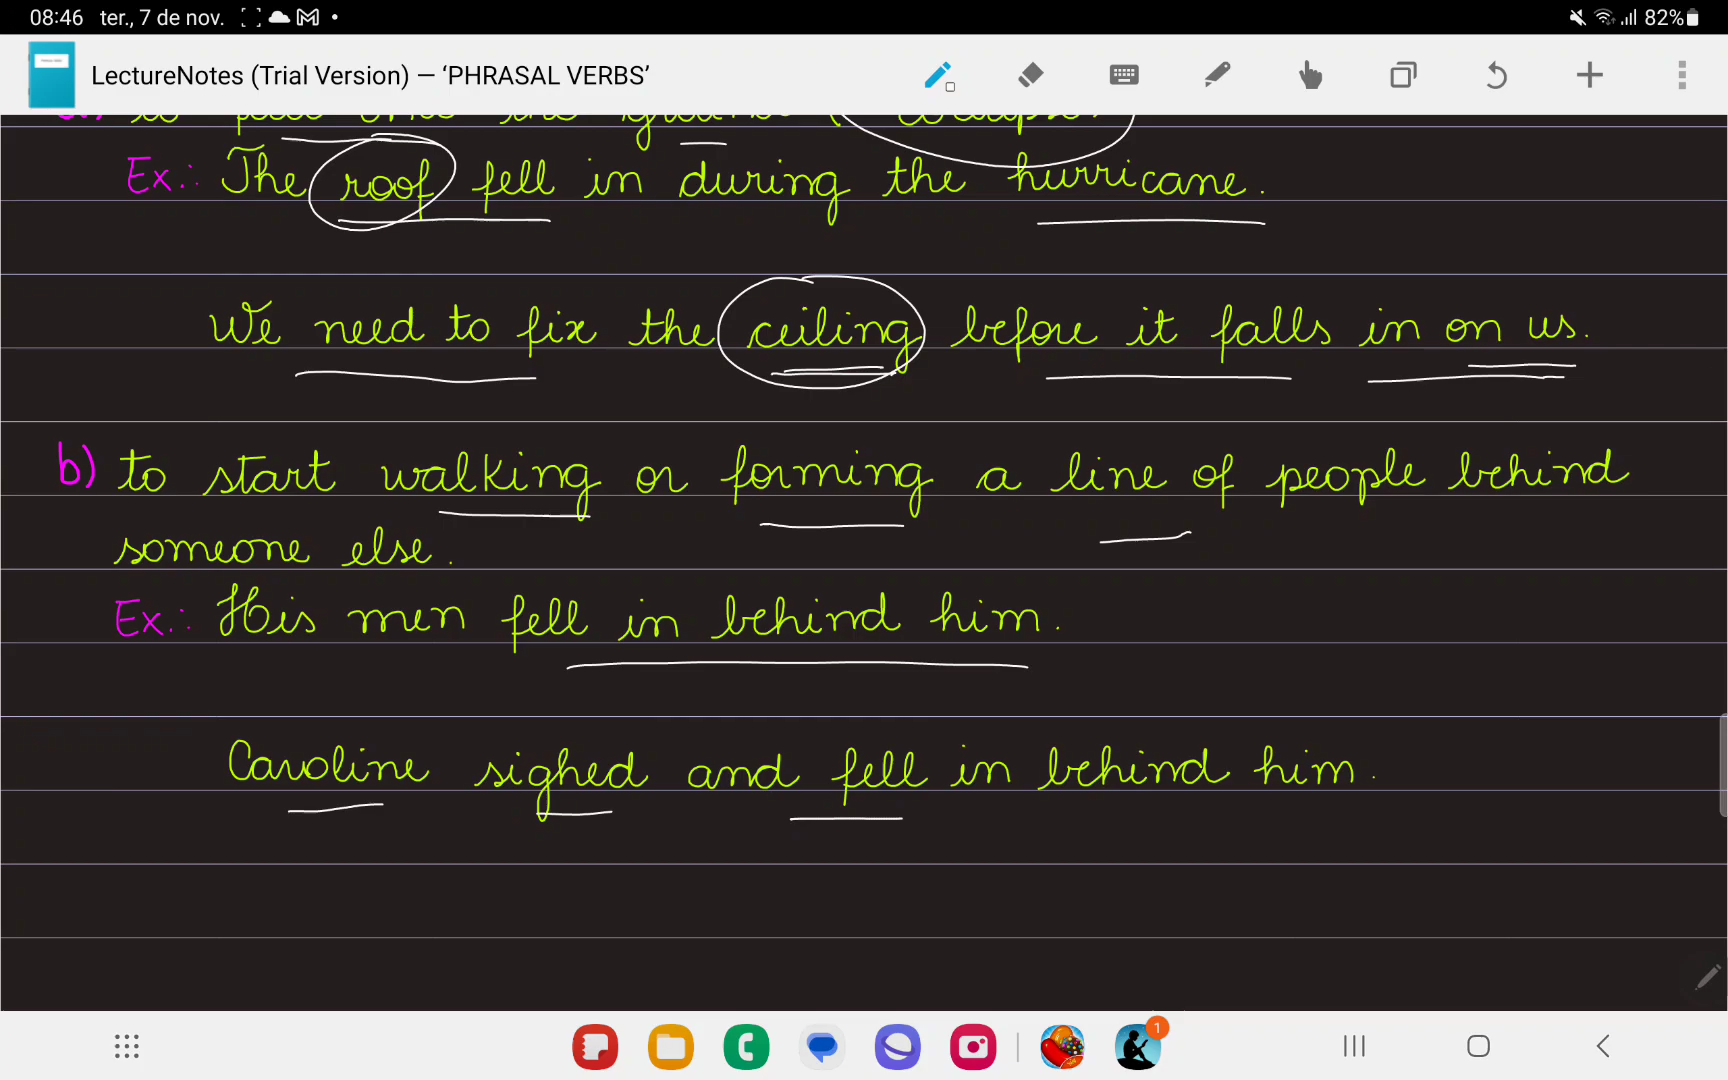 08:46 ter., 7 de nov.
82%
LectureNotes (Trial Version) — ‘PHRASAL VERBS’
Ex.: The roof fell in during the hurricane.
We need to fix the ceiling before it falls in on us.
b) to start walking or forming a line of people behind
someone else.
Ex.: His men fell in behind him.
Caroline sighed and fell in behind him.
1